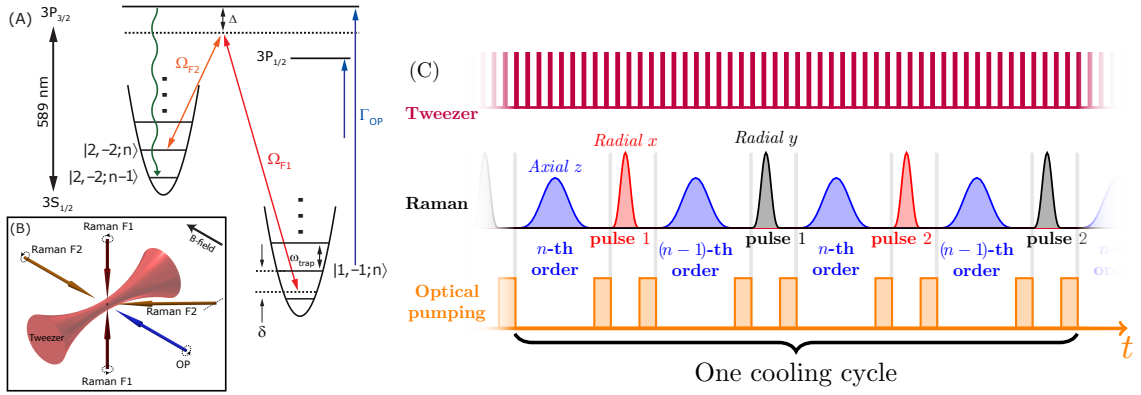 (A)
3P3/2
Δ
3P1/2
ΩF2
ΓOP
589 nm
ΩF1
|2,-2;n⟩
|2,-2;n-1⟩
3S1/2
ωtrap
|1,-1;n⟩
δ
(B)
Raman F1
B-field
Raman F2
Raman F2
Tweezer
OP
Raman F1
(C)
Tweezer
Radial x
Radial y
Axial z
Raman
n-th
order
pulse 1
(n − 1)-th
order
pulse 1
n-th
order
pulse 2
(n − 1)-th
order
pulse 2
n-
or
Optical
pumping
t
One cooling cycle